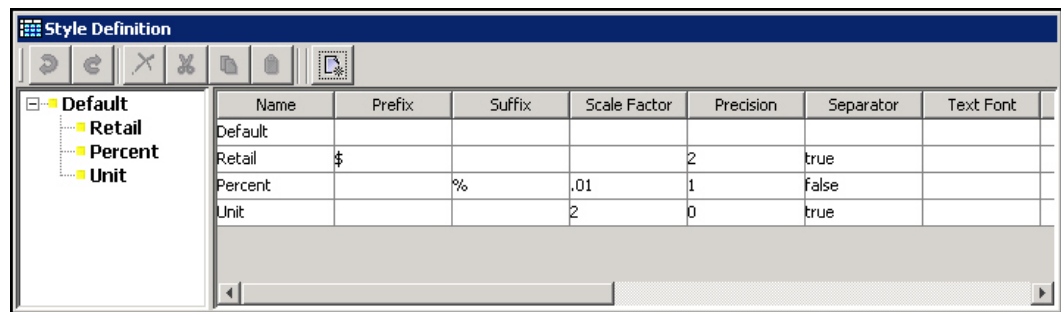 Style Definition
Default
Retail
Percent
Unit
Name Prefix Suffix Scale Factor Precision Separator Text Font
Default
Retail $ 2 true
Percent % .01 1 false
Unit 2 0 true